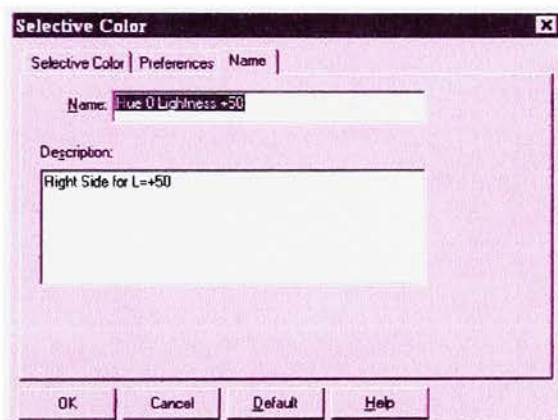 Selective Color
Selective Color Preferences Name
Name: Hue 0 Lightness +50
Description:
Right Side for L=+50
OK Cancel Default Help